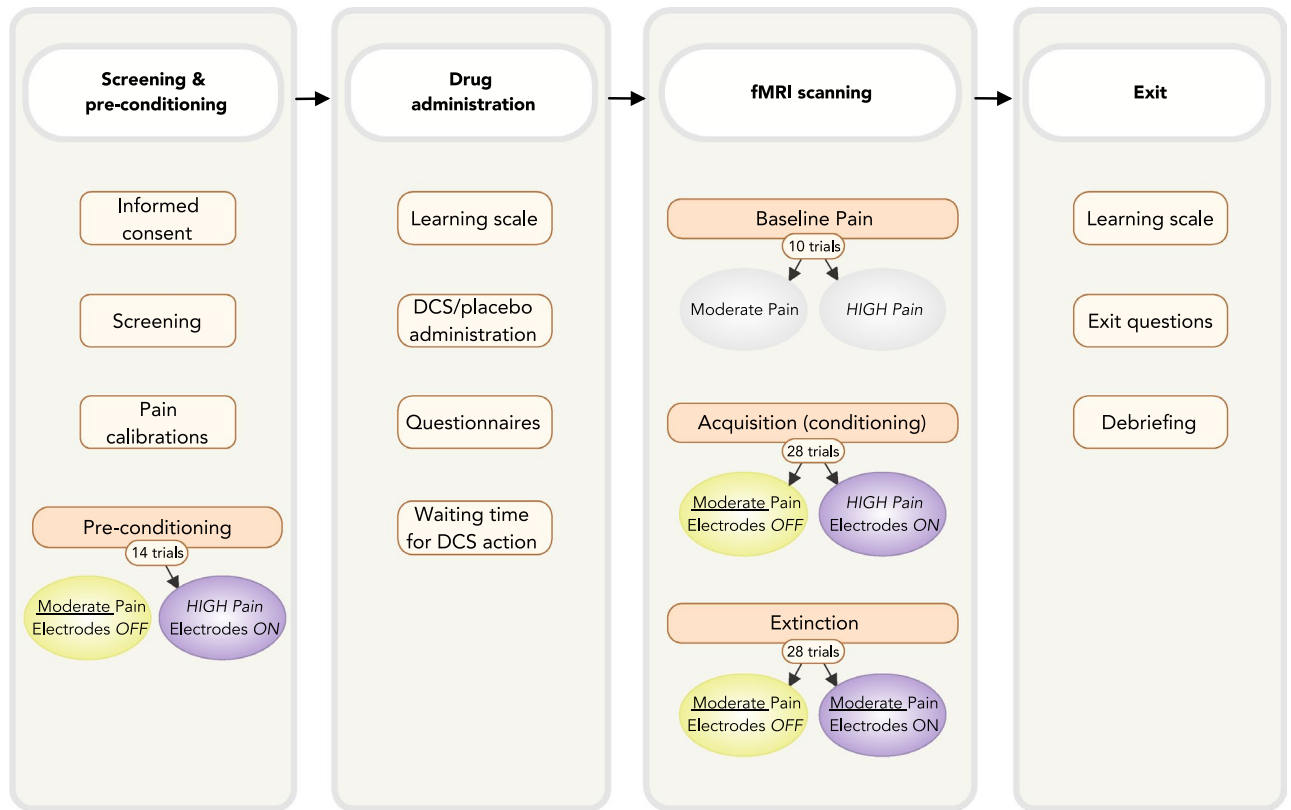 Screening &
pre-conditioning
Informed
consent
Screening
Pain
calibrations
Pre-conditioning
14 trials
Moderate Pain
Electrodes OFF
HIGH Pain
Electrodes ON
Drug
administration
Learning scale
DCS/placebo
administration
Questionnaires
Waiting time
for DCS action
fMRI scanning
Baseline Pain
10 trials
Moderate Pain
HIGH Pain
Acquisition (conditioning)
28 trials
Moderate Pain
Electrodes OFF
HIGH Pain
Electrodes ON
Extinction
28 trials
Moderate Pain
Electrodes OFF
Moderate Pain
Electrodes ON
Exit
Learning scale
Exit questions
Debriefing